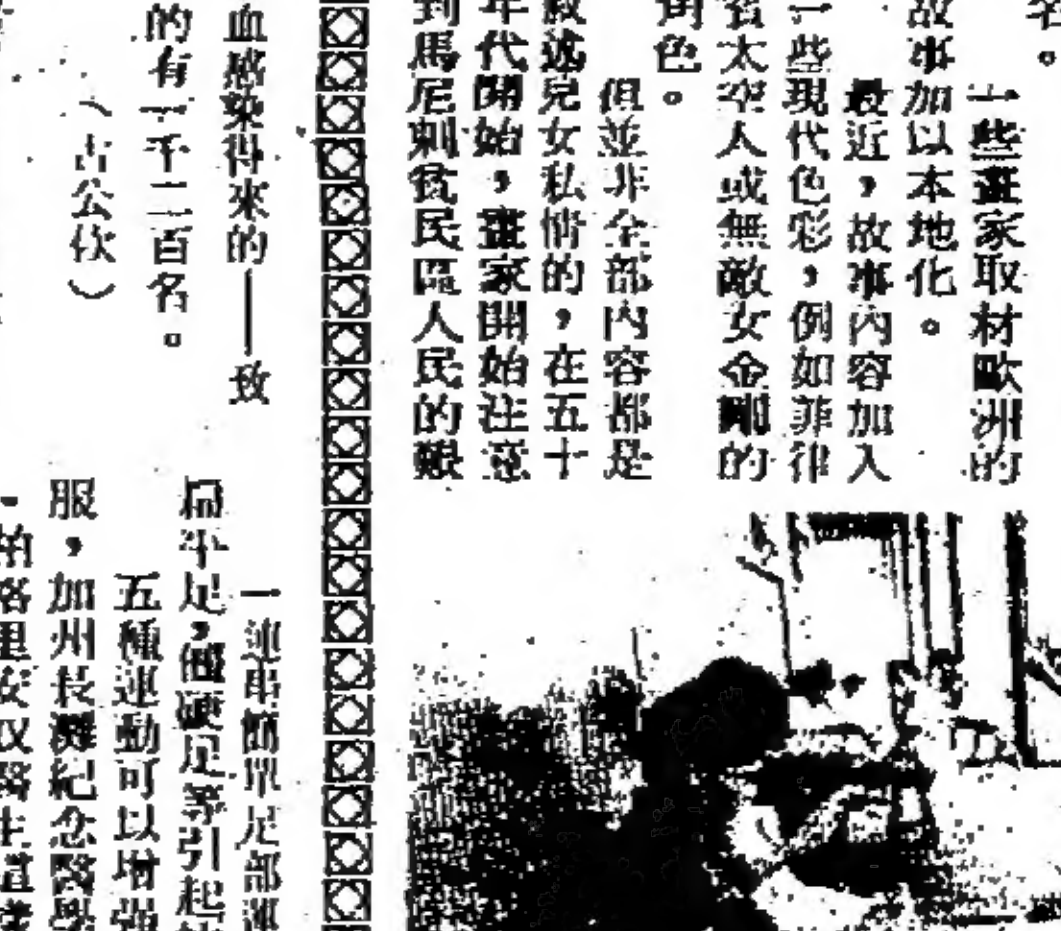 名。
一些畫家取材歐洲的
故事加以本地化。
最近，故事內容加入
一些現代色彩，例如菲律
賓太空人或無敵女金剛的
角色。
但並非全部內容都是
敍述兒女私情的，在五十
年代開始，畫家開始注意
到馬尼剌貧民區人民的艱
血感染得來的——致
的有一千二百名。
（古公欽）
一連串簡單足部運
扁平足，僵硬足等引起
五種運動可以增强
服，加州長灘紀念醫學